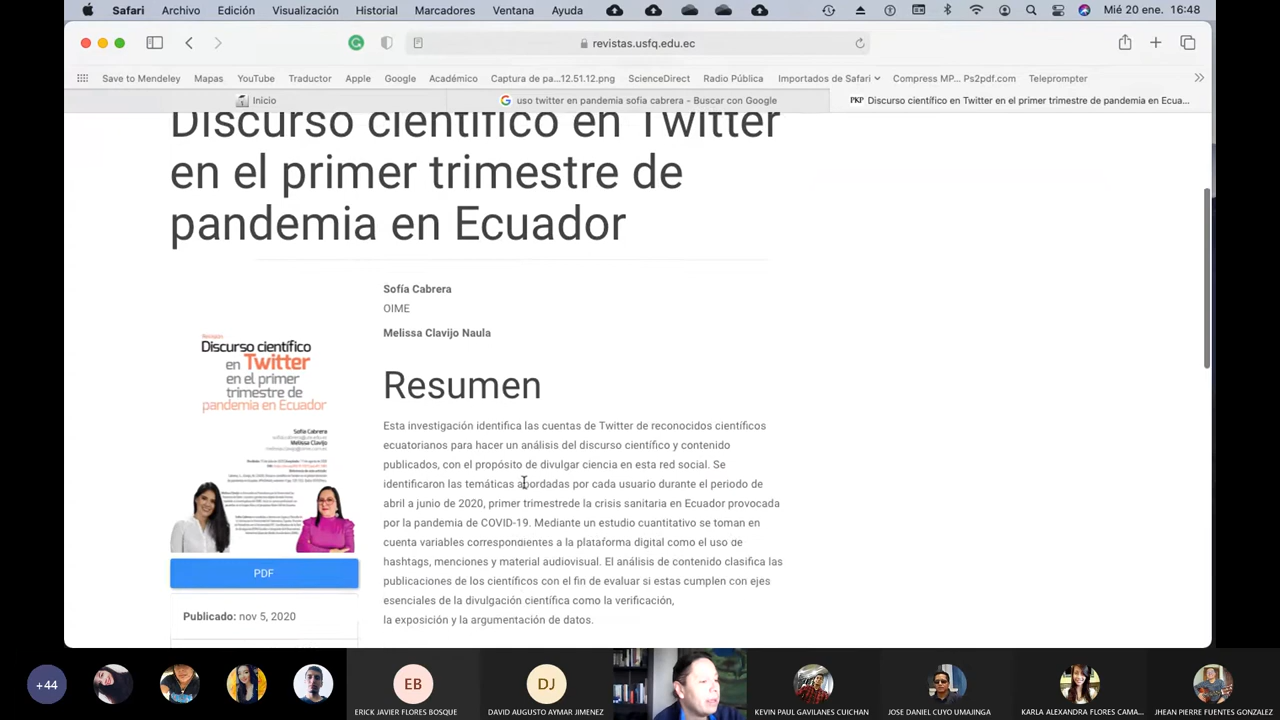 Safari Archivo Edición Visualización Historial Marcadores Ventana Ayuda Mié 20 ene. 16:48
revistas.usfq.edu.ec
Save to Mendeley Mapas YouTube Traductor Apple Google Académico Captura de pa...12.51.12.png ScienceDirect Radio Pública Importados de Safari Compress MP... Ps2pdf.com Teleprompter
Inicio uso twitter en pandemia sofia cabrera - Buscar con Google PKP Discurso científico en Twitter en el primer trimestre de pandemia en Ecua...
Discurso científico en Twitter
en el primer trimestre de
pandemia en Ecuador
Sofía Cabrera
OIME
Melissa Clavijo Naula
Discurso científico
en Twitter
en el primer
trimestre de
pandemia en Ecuador
Sofía Cabrera
Melissa Clavijo
Resumen
Esta investigación identifica las cuentas de Twitter de reconocidos científicos
ecuatorianos para hacer un análisis del discurso científico y contenidos
publicados, con el propósito de divulgar ciencia en esta red social. Se
identificaron las temáticas abordadas por cada usuario durante el periodo de
abril a junio de 2020, primer trimestrede la crisis sanitaria en Ecuador provocada
por la pandemia de COVID-19. Mediante un estudio cuantitativo se toman en
cuenta variables correspondientes a la plataforma digital como el uso de
hashtags, menciones y material audiovisual. El análisis de contenido clasifica las
publicaciones de los científicos con el fin de evaluar si estas cumplen con ejes
esenciales de la divulgación científica como la verificación,
la exposición y la argumentación de datos.
PDF
Publicado: nov 5, 2020
+44 EB DJ
ERICK JAVIER FLORES BOSQUE DAVID AUGUSTO AYMAR JIMENEZ KEVIN PAUL GAVILANES CUICHAN JOSE DANIEL CUYO UMAJINGA KARLA ALEXANDRA FLORES CAMA... JHEAN PIERRE FUENTES GONZALEZ